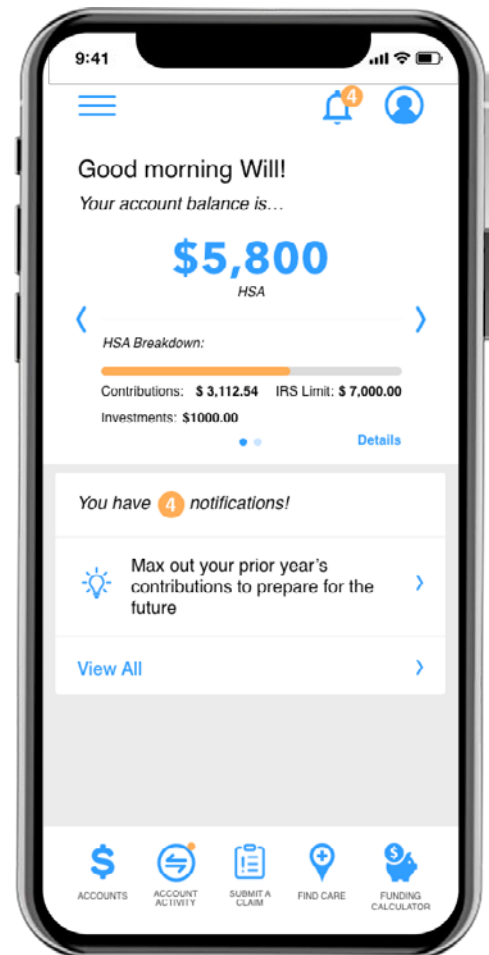 9:41
4
Good morning Will!
Your account balance is...
$5,800
HSA
HSA Breakdown:
Contributions: $ 3,112.54 IRS Limit: $ 7,000.00
Investments: $1000.00
Details
You have 4 notifications!
Max out your prior year's
contributions to prepare for the
future
View All
ACCOUNTS
ACCOUNT
ACTIVITY
SUBMIT A
CLAIM
FIND CARE
FUNDING
CALCULATOR